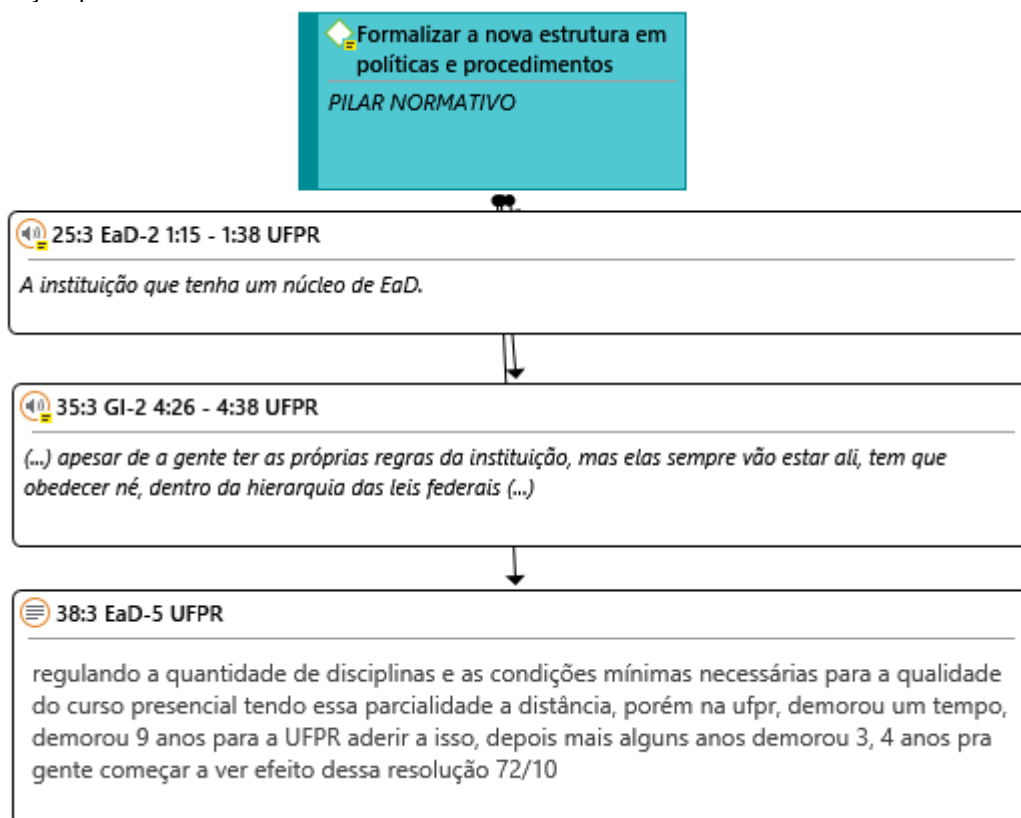 Formalizar a nova estrutura em
políticas e procedimentos
PILAR NORMATIVO
25:3 EaD-2 1:15 - 1:38 UFPR
A instituição que tenha um núcleo de EaD.
35:3 GI-2 4:26 - 4:38 UFPR
(...) apesar de a gente ter as próprias regras da instituição, mas elas sempre vão estar ali, tem que
obedecer né, dentro da hierarquia das leis federais (...)
38:3 EaD-5 UFPR
regulando a quantidade de disciplinas e as condições mínimas necessárias para a qualidade
do curso presencial tendo essa parcialidade a distância, porém na ufpr, demorou um tempo,
demorou 9 anos para a UFPR aderir a isso, depois mais alguns anos demorou 3, 4 anos pra
gente começar a ver efeito dessa resolução 72/10